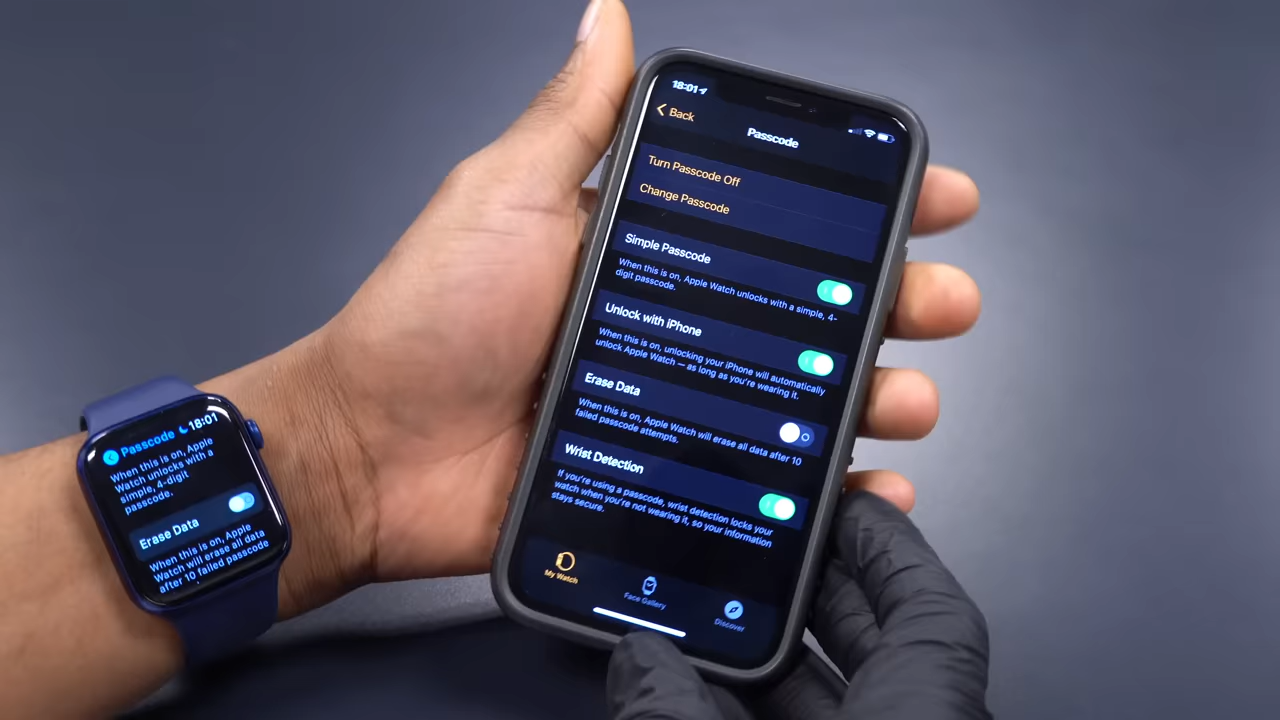 18:01
Back
Passcode
Turn Passcode Off
Change Passcode
Simple Passcode
When this is on, Apple Watch unlocks with a simple, 4-
digit passcode.
Unlock with iPhone
When this is on, unlocking your iPhone will automatically
unlock Apple Watch — as long as you're wearing it.
Erase Data
When this is on, Apple Watch will erase all data after 10
failed passcode attempts.
Wrist Detection
If you're using a passcode, wrist detection locks your
watch when you're not wearing it, so your information
stays secure.
My Watch
Face Gallery
Discover
Passcode 18:01
When this is on, Apple
Watch unlocks with a
simple, 4-digit
passcode.
Erase Data
When this is on, Apple
Watch will erase all data
after 10 failed passcode